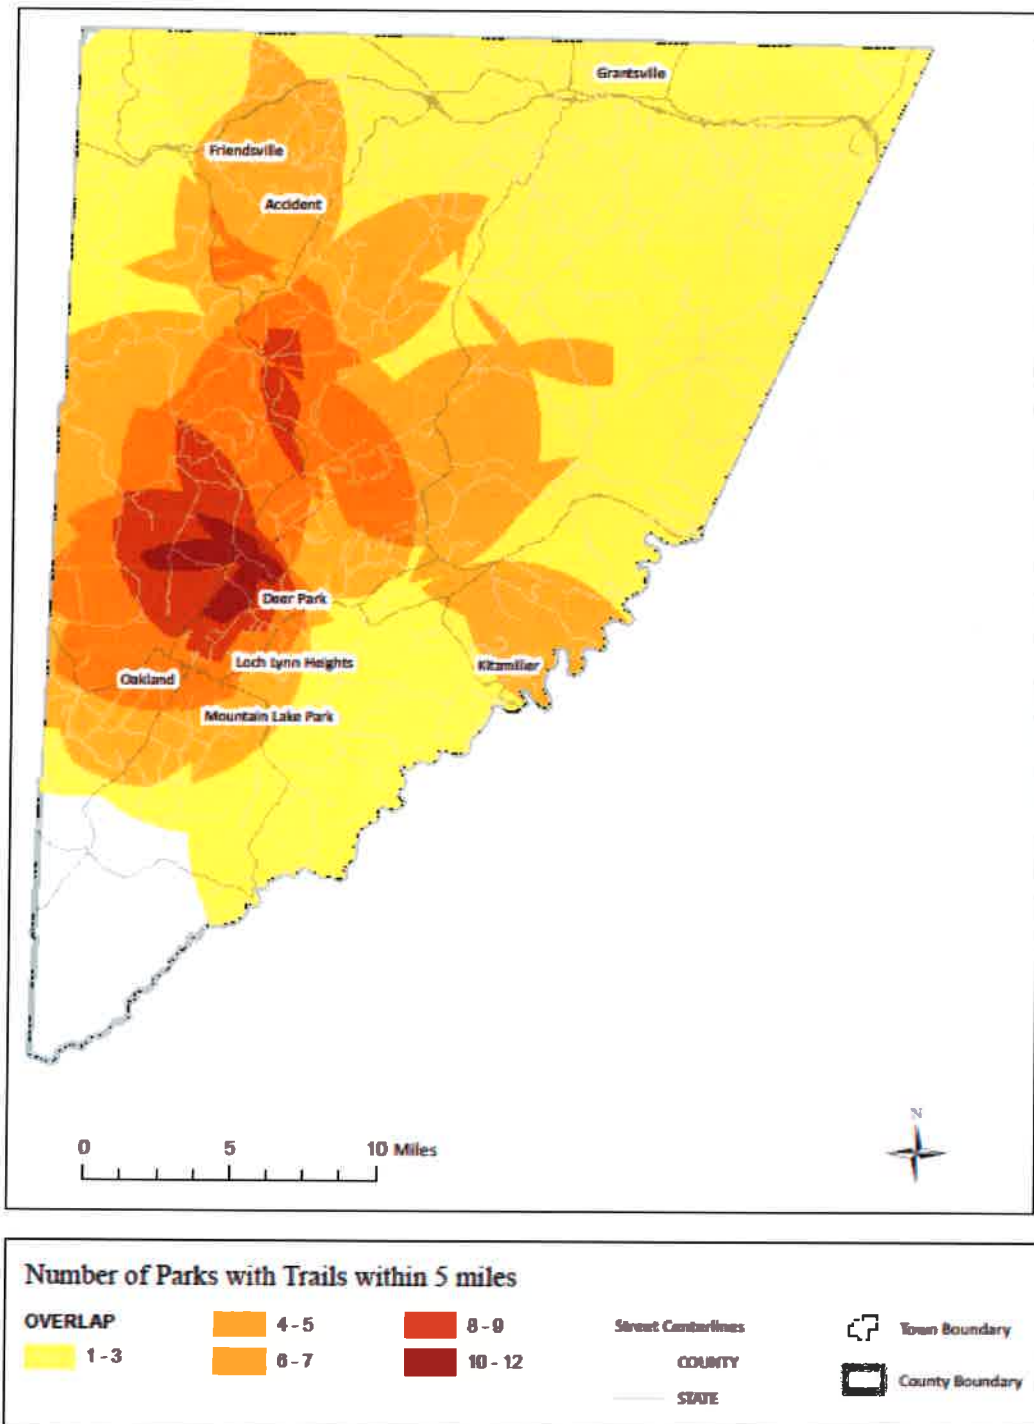 Grantsville
Friendsville
Accident
Deer Park
Loch Lynn Heights
Kitzmiller
Oakland
Mountain Lake Park
N
0 5 10 Miles
Number of Parks with Trails within 5 miles
OVERLAP
1 - 3
4 - 5
6 - 7
8 - 9
10 - 12
Street Centerlines
COUNTY
STATE
Town Boundary
County Boundary